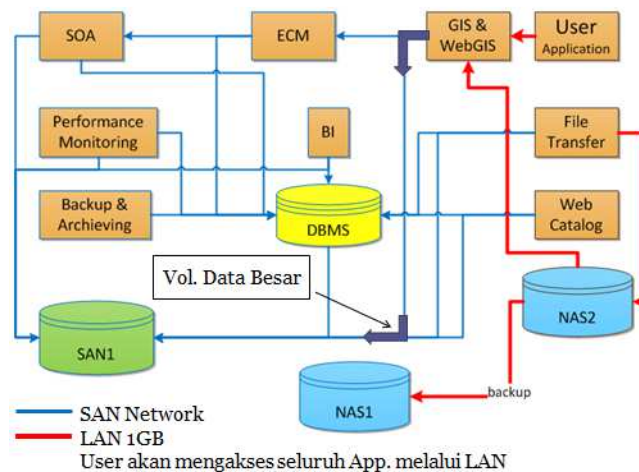 SOA
ECM
GIS &
WebGIS
User
Application
Performance
Monitoring
BI
File
Transfer
Backup &
Archieving
DBMS
Web
Catalog
Vol. Data Besar
SAN1
NAS2
NAS1
backup
SAN Network
LAN 1GB
User akan mengakses seluruh App. melalui LAN